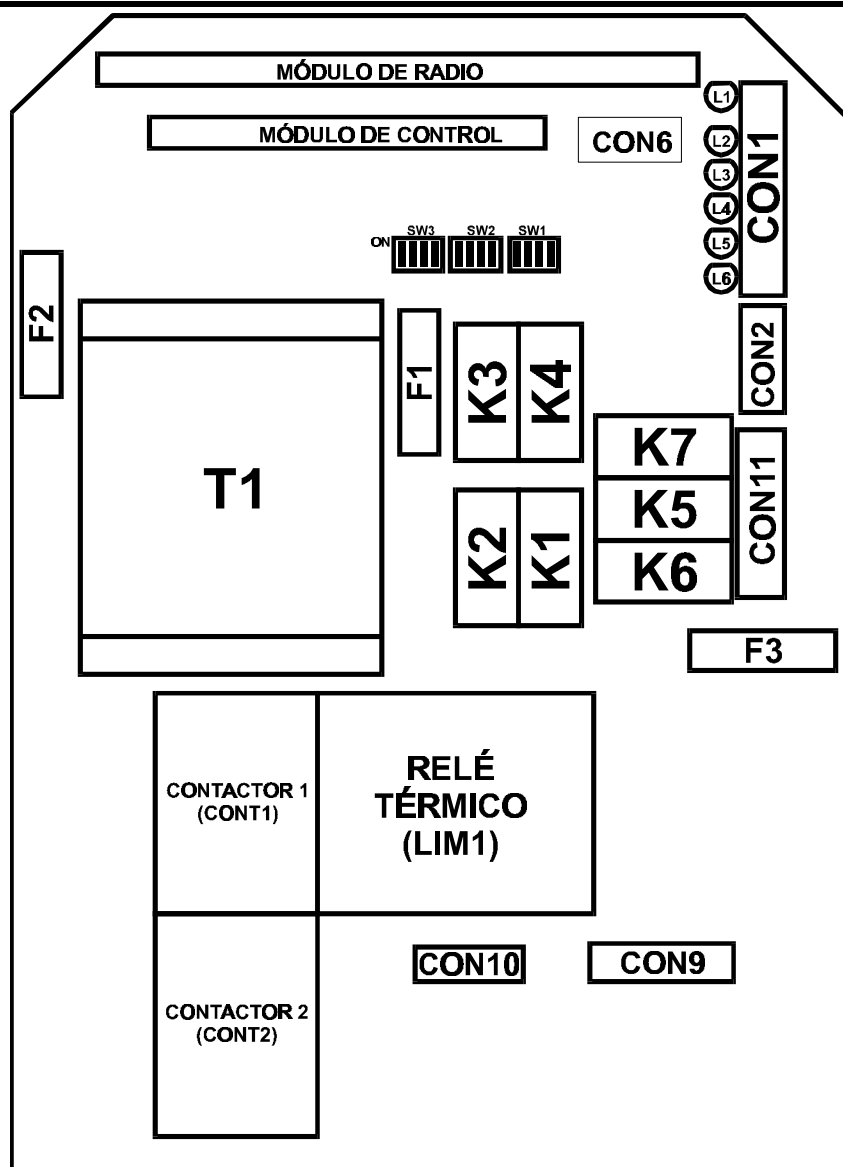 MÓDULO DE RADIO
MÓDULO DE CONTROL
CON6
L1
L2
L3
L4
L5
L6
CON1
ON
SW3
SW2
SW1
F2
T1
F1
K3
K4
CON2
K7
K5
K6
CON11
K2
K1
F3
CONTACTOR 1
(CONT1)
RELÉ
TÉRMICO
(LIM1)
CON10
CON9
CONTACTOR 2
(CONT2)